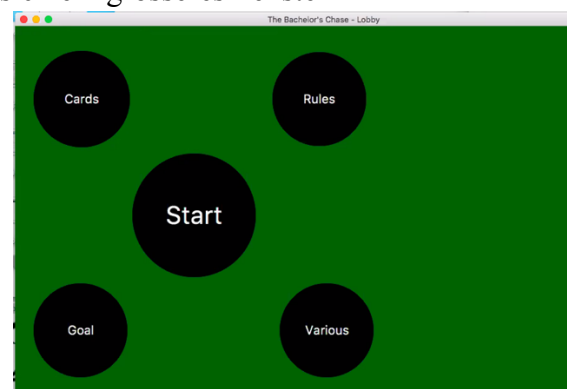 The Bachelor's Chase - Lobby
Cards
Rules
Start
Goal
Various